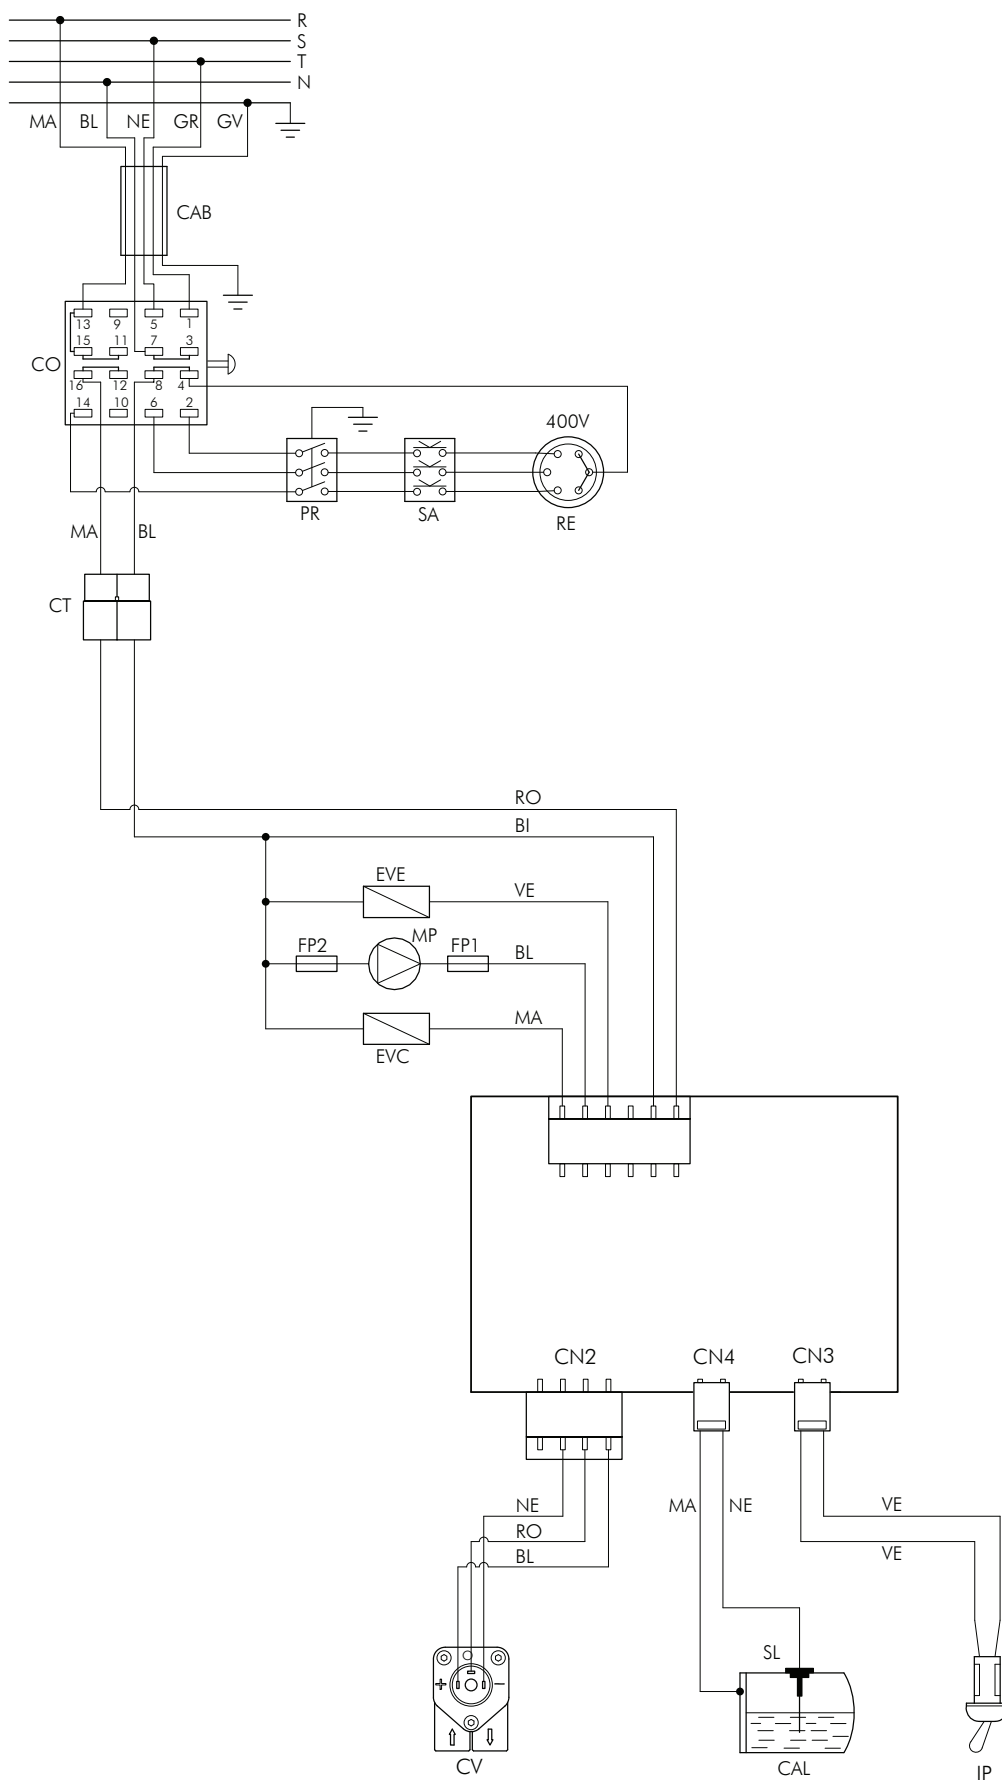 R
S
T
N
MA BL NE GR GV
CAB
13 9 5 1
15 11 7 3
CO
16 12 8 4
14 10 6 2
400V
PR SA RE
MA BL
CT
RO
BI
EVE
VE
FP2 MP FP1 BL
MA
EVC
CN2 CN4 CN3
NE MA NE VE
RO
BL VE
SL
+ −
CV CAL IP